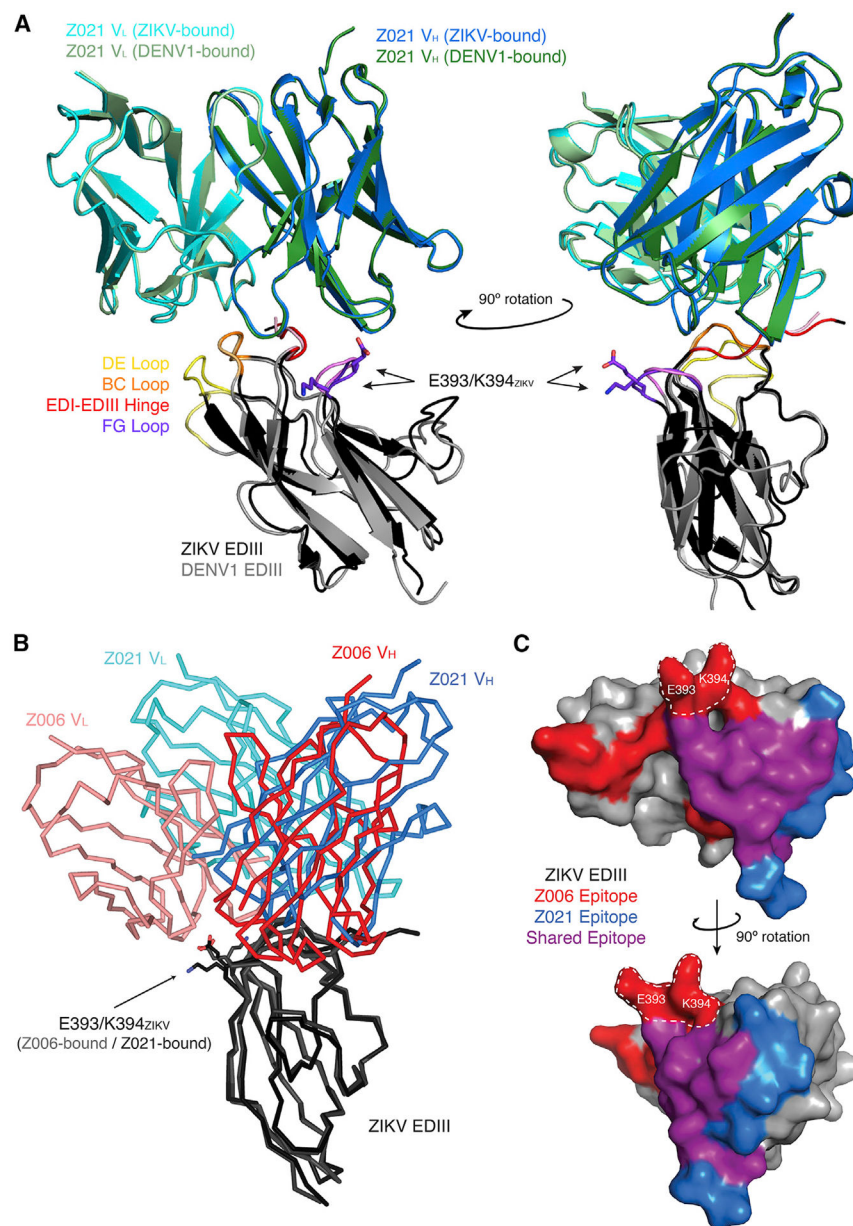 A
Z021 VL (ZIKV-bound)
Z021 VL (DENV1-bound)
Z021 VH (ZIKV-bound)
Z021 VH (DENV1-bound)
90º rotation
DE Loop
BC Loop
EDI-EDIII Hinge
FG Loop
E393/K394ZIKV
ZIKV EDIII
DENV1 EDIII
B
Z021 VL
Z006 VH
Z021 VH
Z006 VL
E393/K394ZIKV
(Z006-bound / Z021-bound)
ZIKV EDIII
C
E393
K394
ZIKV EDIII
Z006 Epitope
Z021 Epitope
Shared Epitope
90º rotation
E393
K394